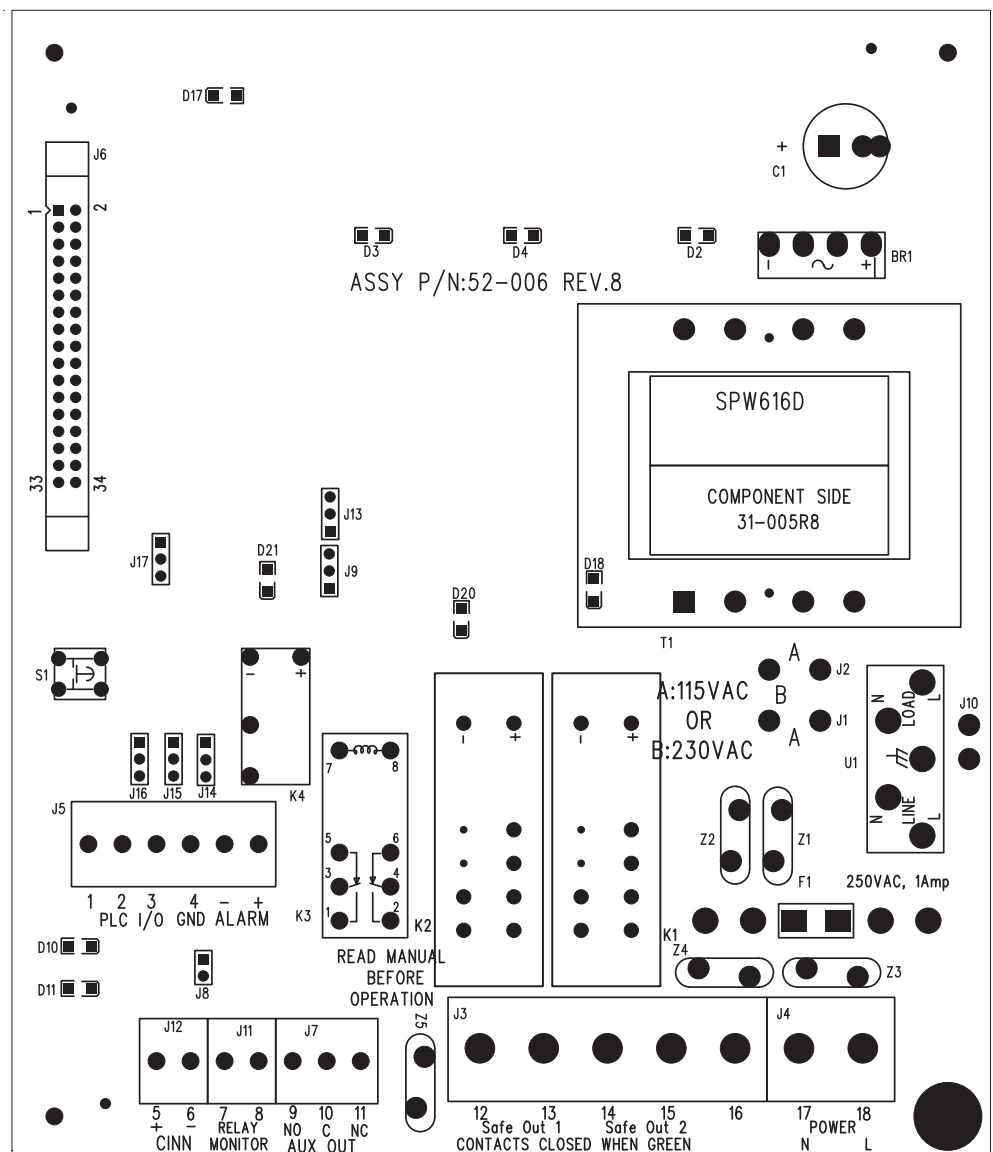 D17
J6
+
C1
1
2
D3
D4
D2
BR1
- ~ +
ASSY P/N:52-006 REV.8
SPW616D
COMPONENT SIDE
31-005R8
33
34
J13
J17
D21
J9
D18
D20
T1
S1
- +
A
J2
A:115VAC
B
OR
J1
B:230VAC
A
- +
- +
N
LOAD
L
J10
U1
N
LINE
L
7
8
J16
J15
J14
K4
J5
5
6
3
4
1
2
Z2
Z1
F1
250VAC, 1Amp
1 2 3 4 - +
PLC I/O GND ALARM
K3
K2
K1
D10
READ MANUAL
BEFORE
OPERATION
Z4
Z3
D11
J8
J12
J11
J7
Z5
J3
J4
5 6 7 8 9 10 11
+ - RELAY NO C NC
CINN MONITOR AUX OUT
12 13 14 15 16 17 18
Safe Out 1 Safe Out 2 POWER
CONTACTS CLOSED WHEN GREEN N L